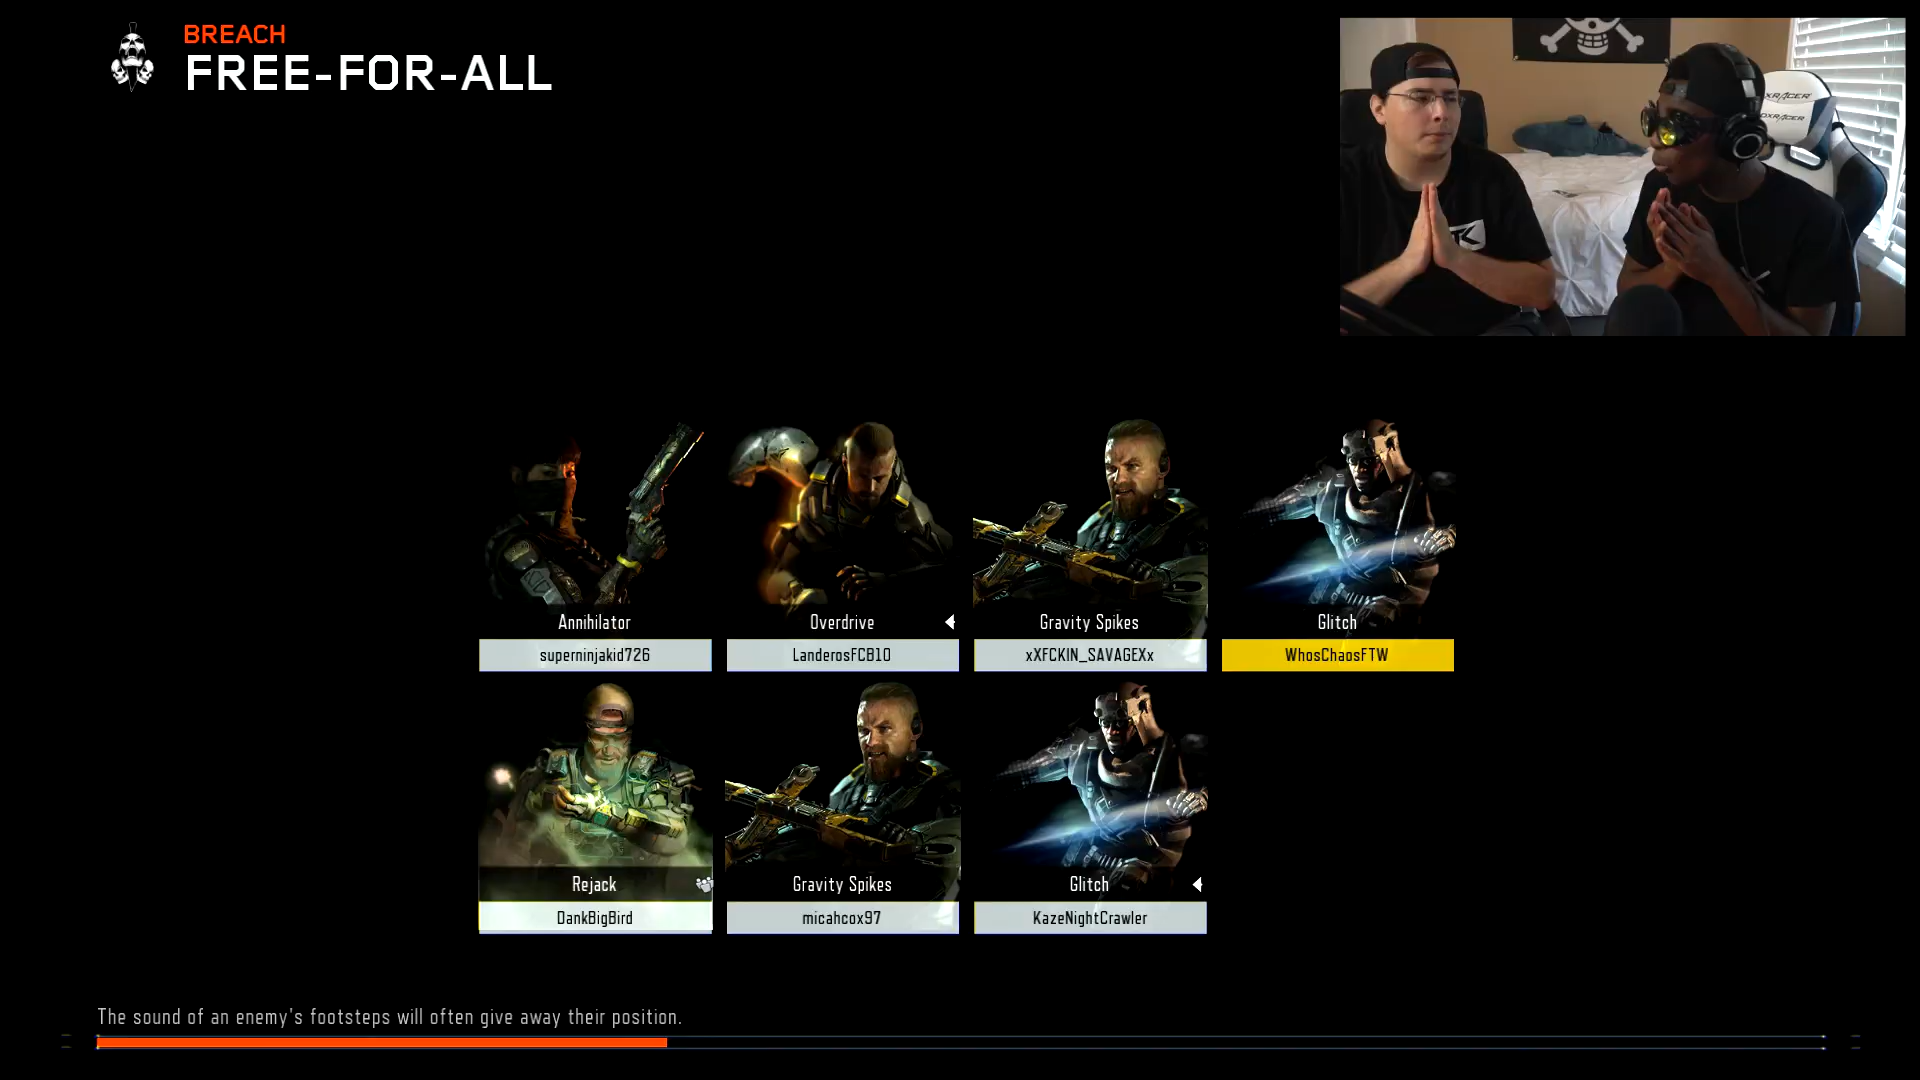 BREACH
FREE-FOR-ALL
DXRACER
Annihilator
Overdrive
Gravity Spikes
Glitch
superninjakid726
LanderosFCB10
xXFCKIN_SAVAGEXx
WhosChaosFTW
Rejack
Gravity Spikes
Glitch
DankBigBird
micahcox97
KazeNightCrawler
The sound of an enemy's footsteps will often give away their position.